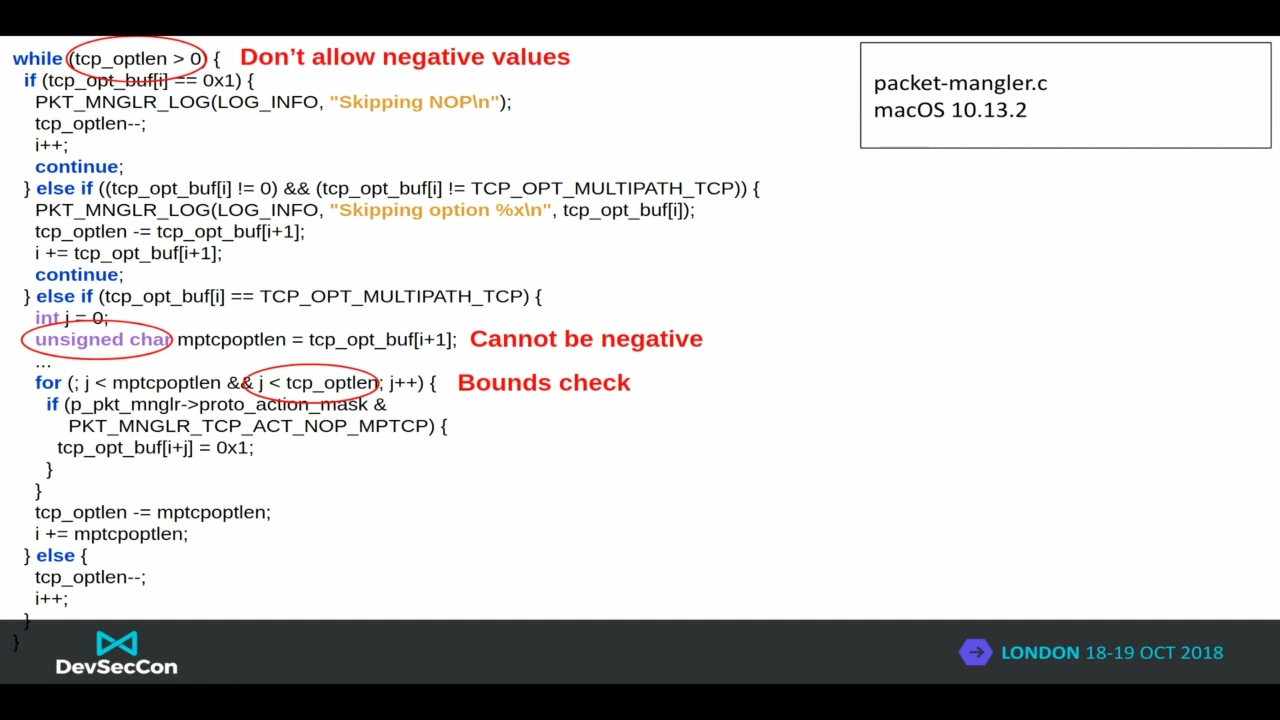 while (tcp_optlen > 0) { Don’t allow negative values
if (tcp_opt_buf[i] == 0x1) {
PKT_MNGLR_LOG(LOG_INFO, "Skipping NOP\n");
tcp_optlen--;
i++;
continue;
} else if ((tcp_opt_buf[i] != 0) && (tcp_opt_buf[i] != TCP_OPT_MULTIPATH_TCP)) {
PKT_MNGLR_LOG(LOG_INFO, "Skipping option %x\n", tcp_opt_buf[i]);
tcp_optlen -= tcp_opt_buf[i+1];
i += tcp_opt_buf[i+1];
continue;
} else if (tcp_opt_buf[i] == TCP_OPT_MULTIPATH_TCP) {
int j = 0;
unsigned char mptcpoptlen = tcp_opt_buf[i+1]; Cannot be negative
...
for (; j < mptcpoptlen && j < tcp_optlen; j++) { Bounds check
if (p_pkt_mnglr->proto_action_mask &
PKT_MNGLR_TCP_ACT_NOP_MPTCP) {
tcp_opt_buf[i+j] = 0x1;
}
}
tcp_optlen -= mptcpoptlen;
i += mptcpoptlen;
} else {
tcp_optlen--;
i++;
}
}
packet-mangler.c
macOS 10.13.2
DevSecCon
LONDON 18-19 OCT 2018